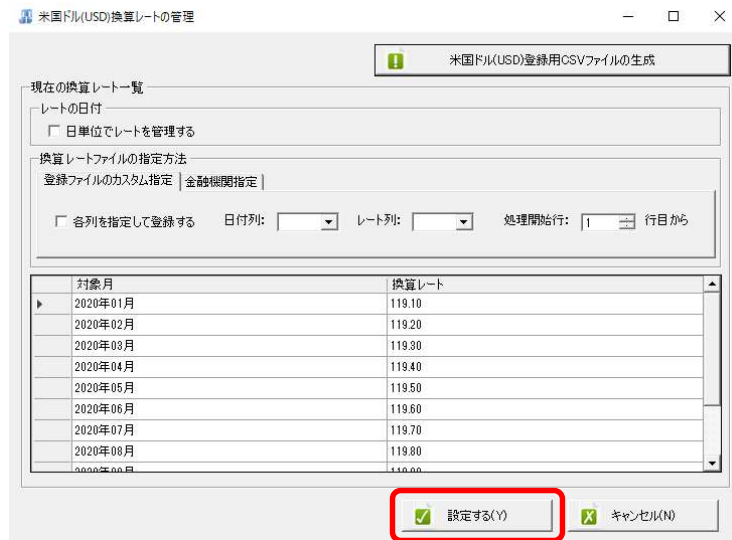 米国ドル(USD)換算レートの管理
米国ドル(USD)登録用CSVファイルの生成
現在の換算レート一覧
レートの日付
日単位でレートを管理する
換算レートファイルの指定方法
登録ファイルのカスタム指定 金融機関指定
各列を指定して登録する 日付列: レート列: 処理開始行: 1 行目から
対象月 換算レート
2020年01月 119.10
2020年02月 119.20
2020年03月 119.30
2020年04月 119.40
2020年05月 119.50
2020年06月 119.60
2020年07月 119.70
2020年08月 119.80
設定する(Y) キャンセル(N)